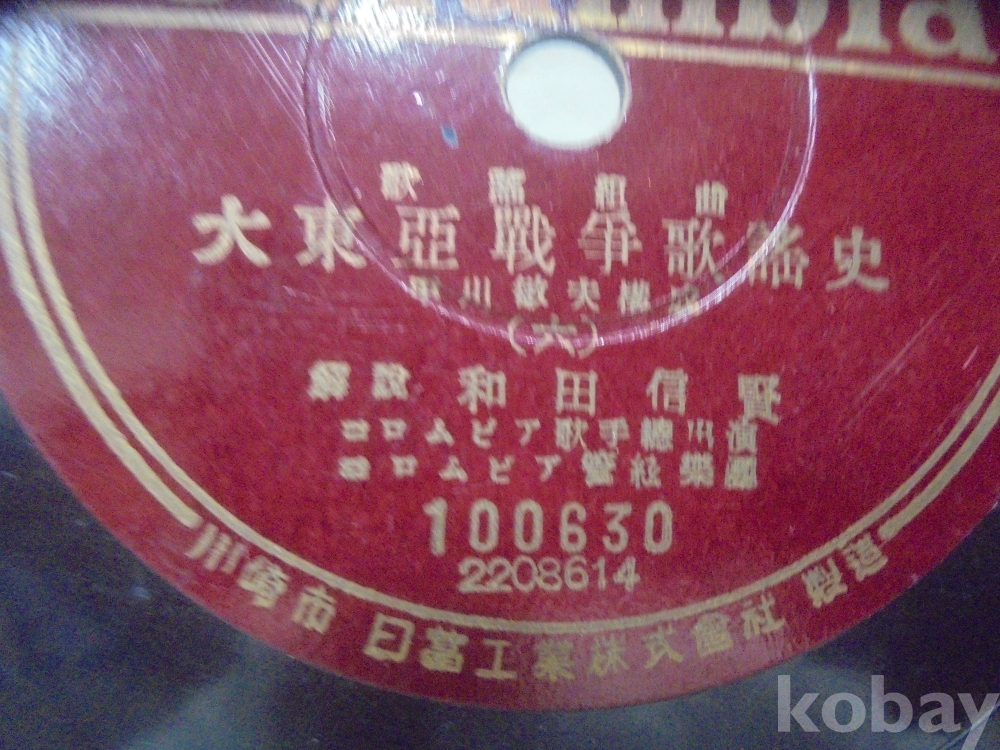 mbia
歌謡組曲
大東亞戰爭歌謠史
川敏夫構成
(六)
解説 和田信賢
コロムビア歌手總出演
コロムビア管絃樂團
100630
2208614
川崎市 日蓄工業株式會社 製造
kobay